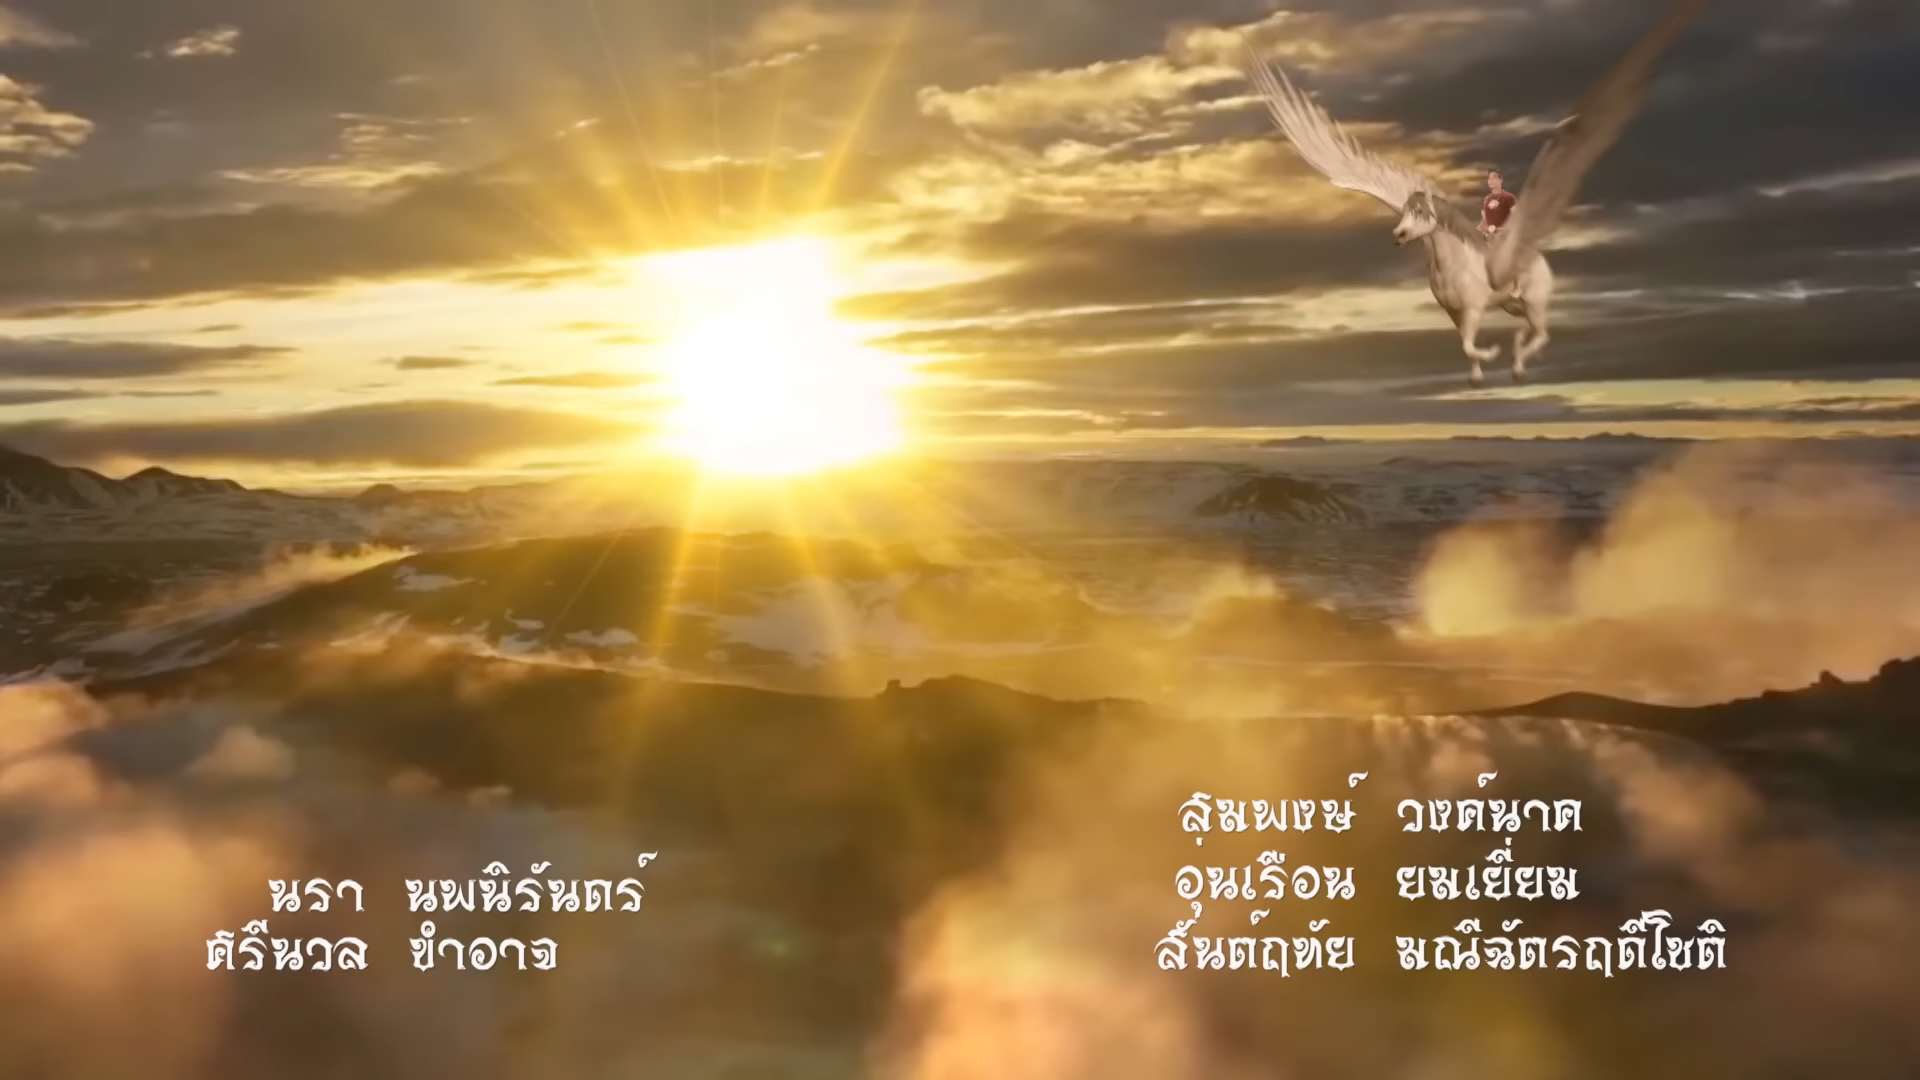 นรา นพนิรันดร์
ศรีนวล ขำอาจ
สมพงษ์ วงค์นาค
อุ่นเรือน ยมเยี่ยม
สันต์ฤทัย มณีฉัตรฤดีโชติ